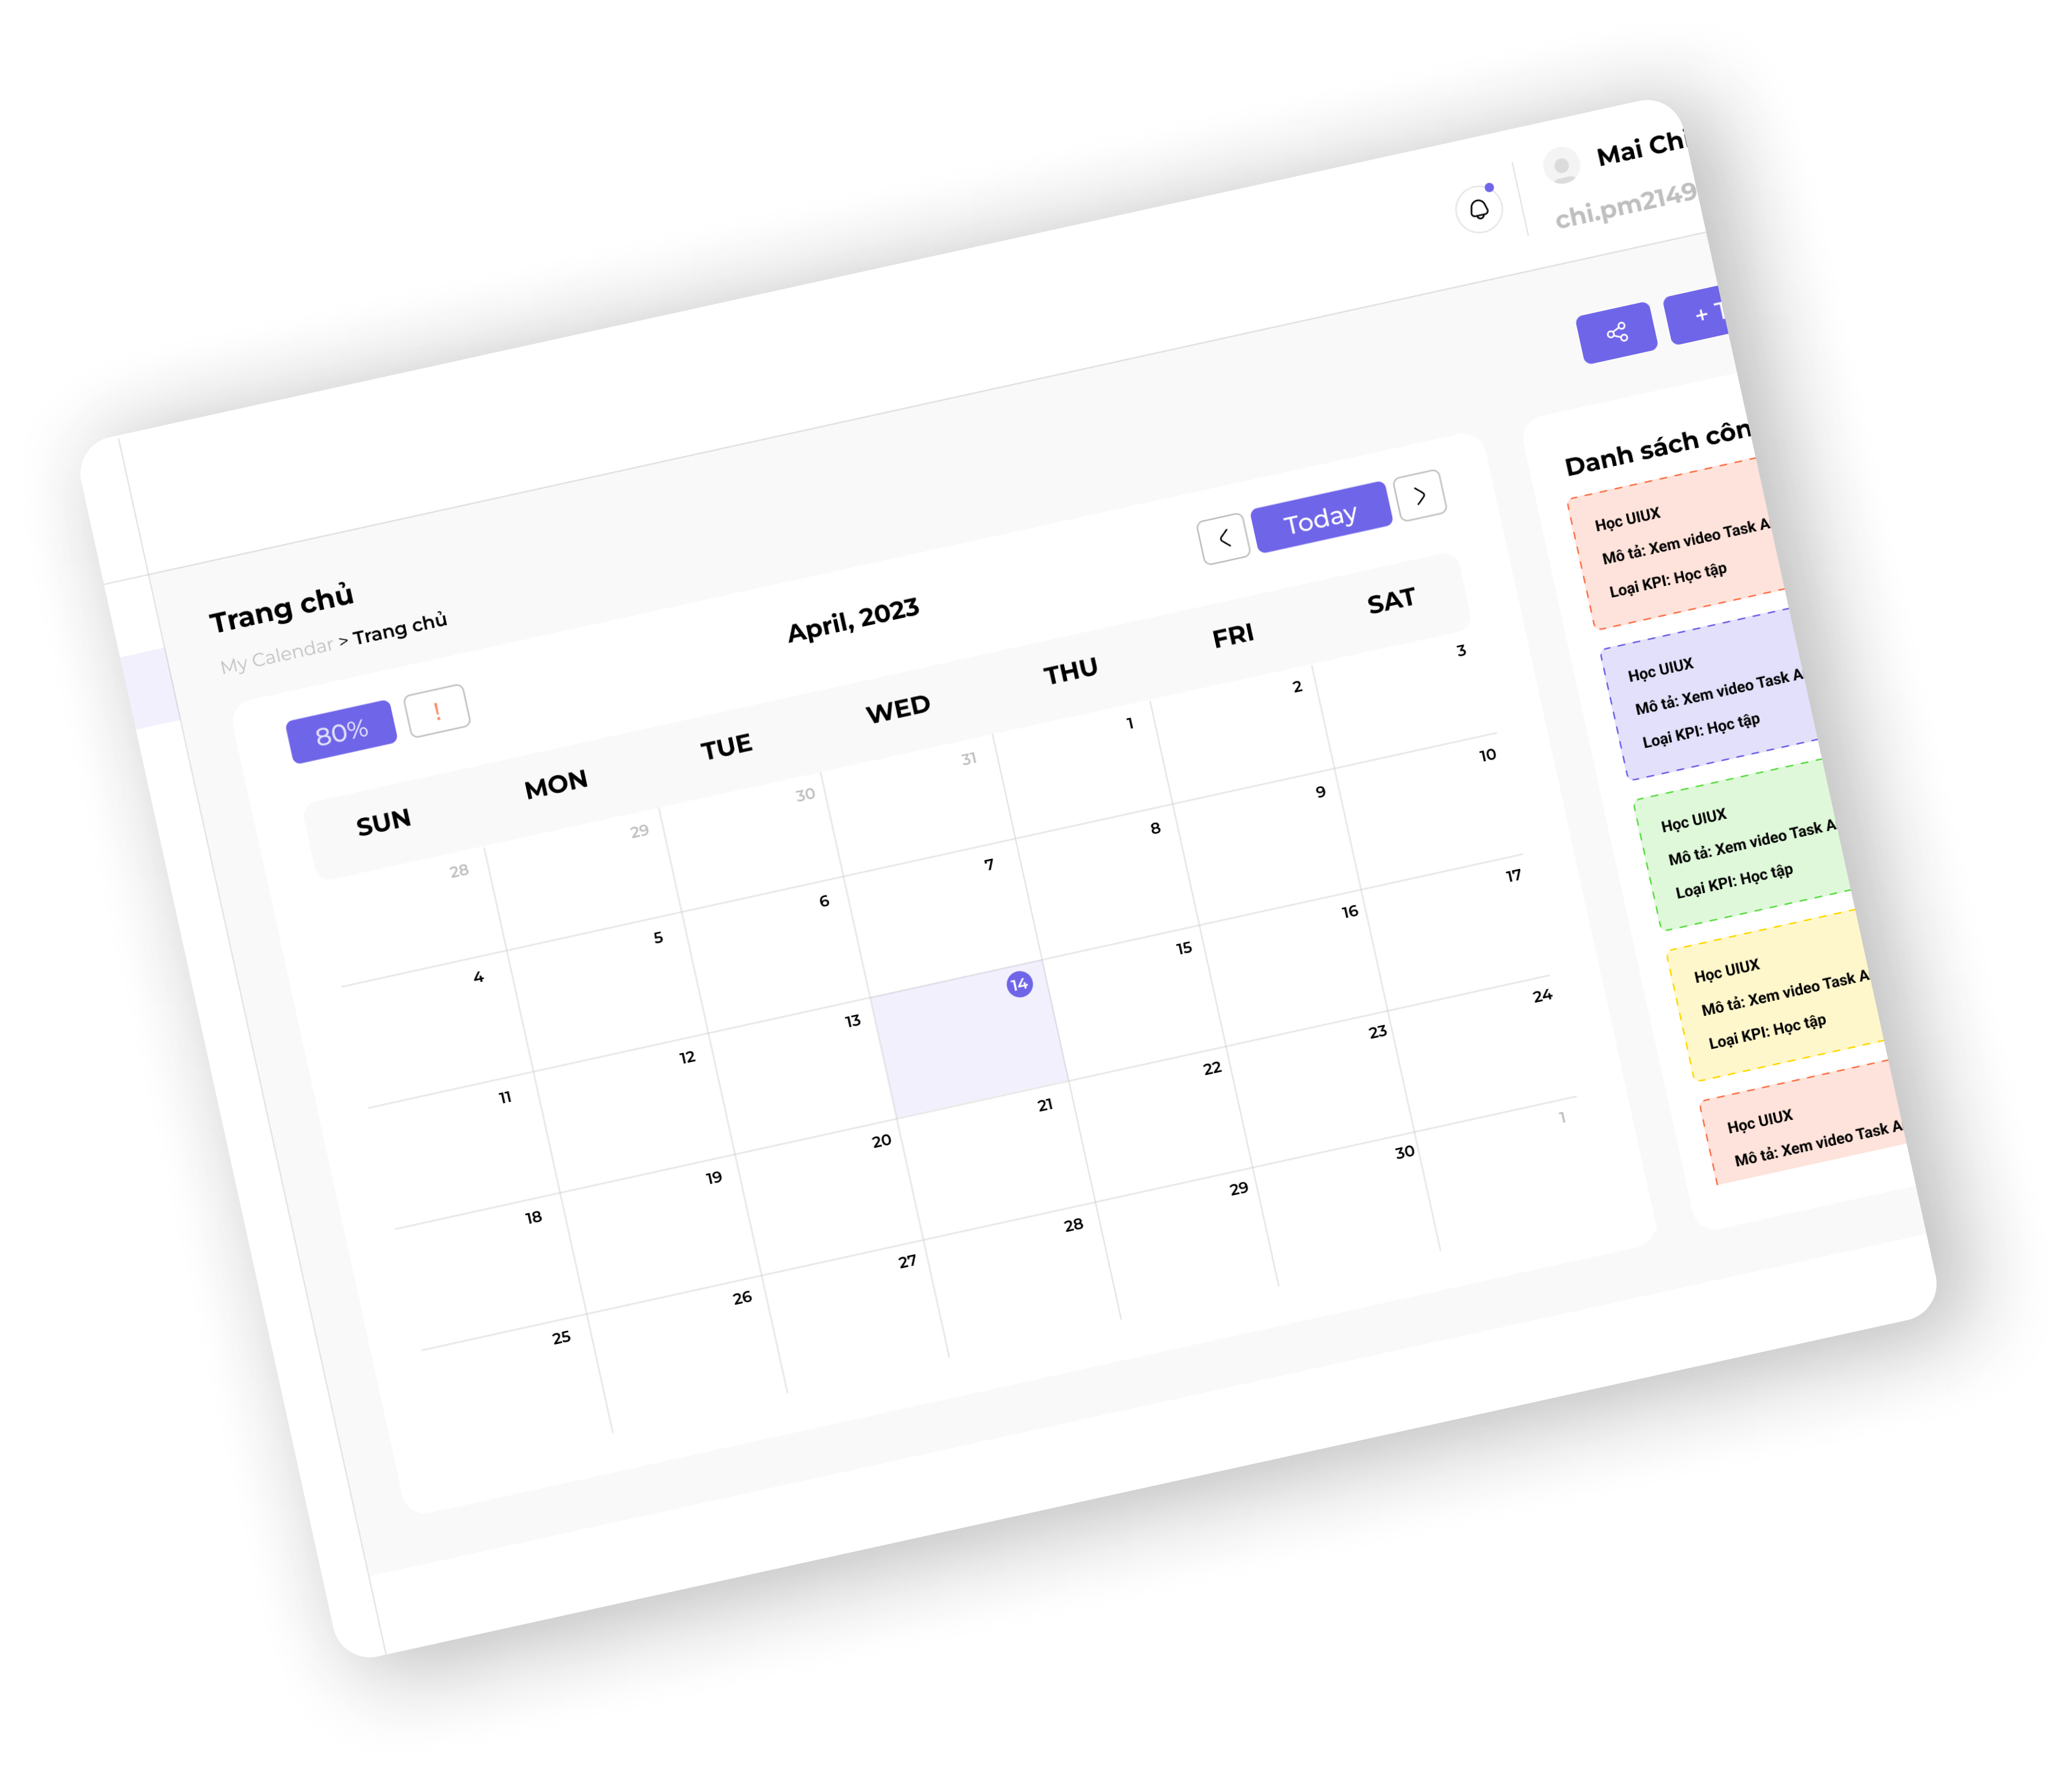 Mai Chi
chi.pm2149
Trang chủ
My Calendar > Trang chủ
80%
!
April, 2023
Today
SUN MON TUE WED THU FRI SAT
28 29 30 31 1 2 3
4 5 6 7 8 9 10
11 12 13 14 15 16 17
18 19 20 21 22 23 24
25 26 27 28 29 30 1
+
Danh sách côn
Học UIUX
Mô tả: Xem video Task A
Loại KPI: Học tập
Học UIUX
Mô tả: Xem video Task A
Loại KPI: Học tập
Học UIUX
Mô tả: Xem video Task A
Loại KPI: Học tập
Học UIUX
Mô tả: Xem video Task A
Loại KPI: Học tập
Học UIUX
Mô tả: Xem video Task A